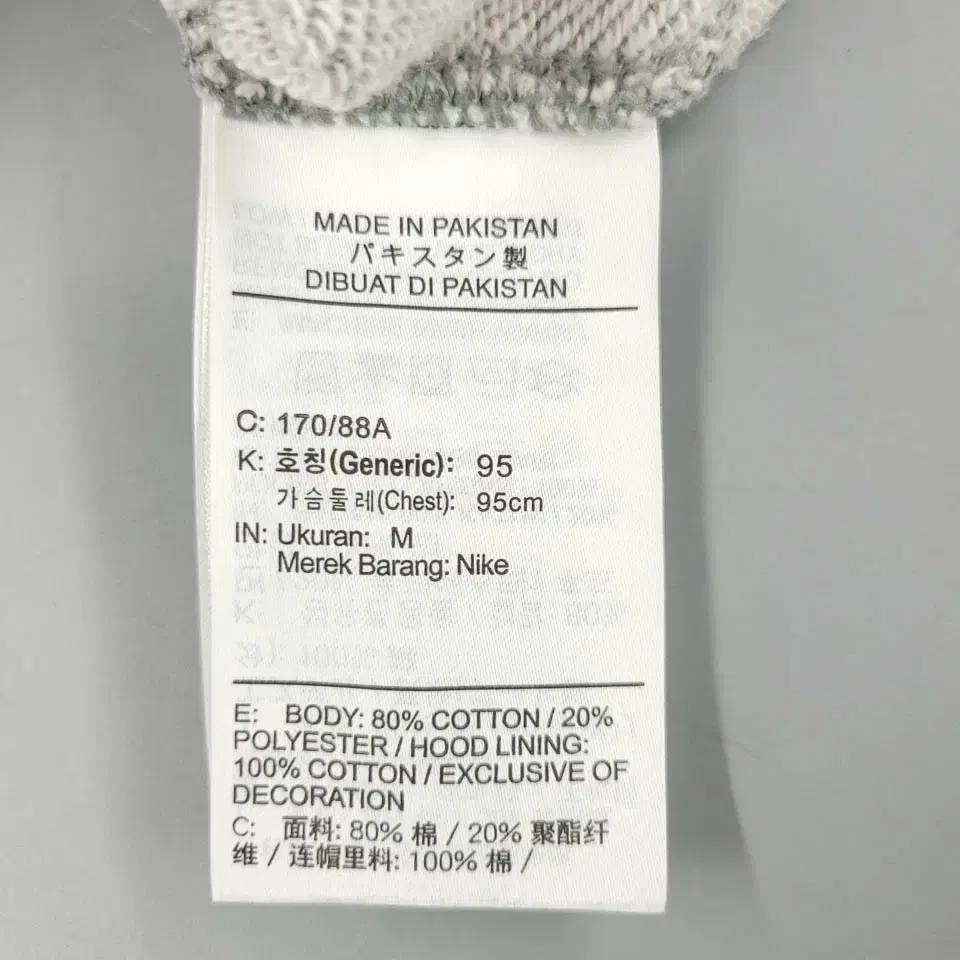 MADE IN PAKISTAN
パキスタン製
DIBUAT DI PAKISTAN
C: 170/88A
K: 호칭(Generic): 95
가슴둘레(Chest): 95cm
IN: Ukuran: M
Merek Barang: Nike
E: BODY: 80% COTTON / 20%
POLYESTER / HOOD LINING:
100% COTTON / EXCLUSIVE OF
DECORATION
C: 面料: 80% 棉 / 20% 聚酯纤
维 / 连帽里料: 100% 棉 /